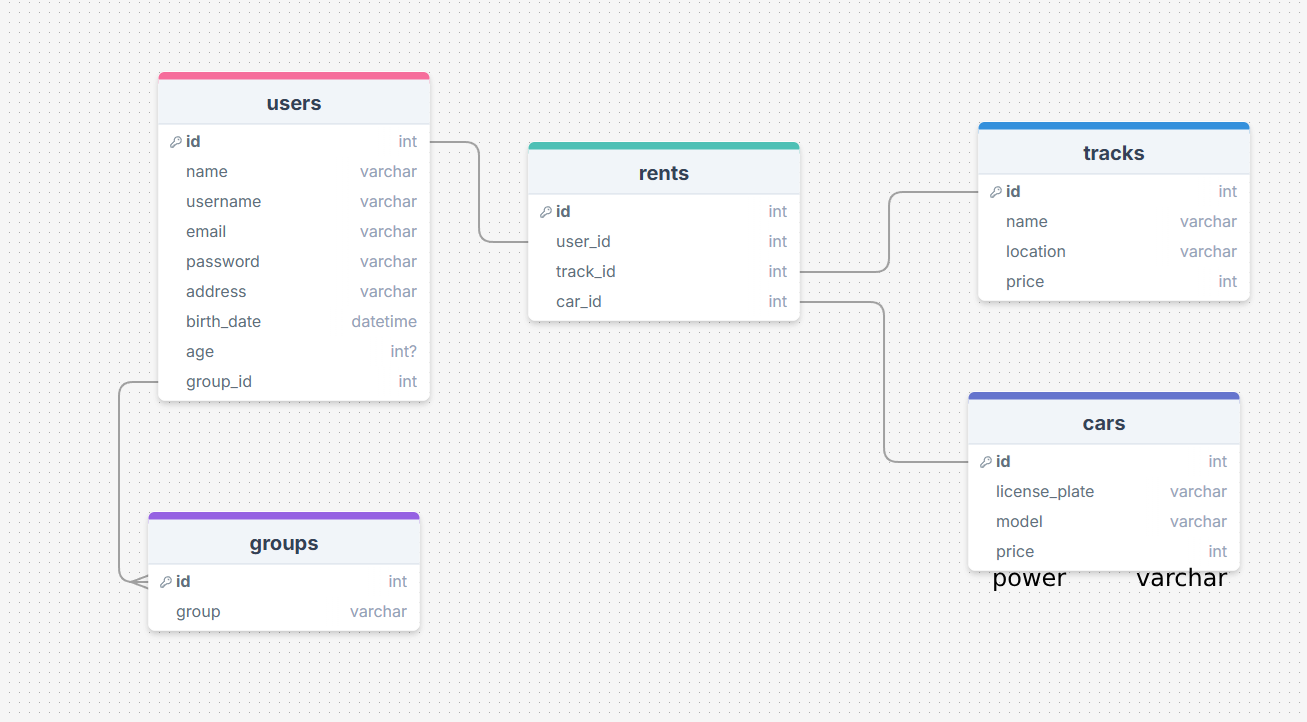 users
id int
name varchar
username varchar
email varchar
password varchar
address varchar
birth_date datetime
age int?
group_id int
rents
id int
user_id int
track_id int
car_id int
tracks
id int
name varchar
location varchar
price int
cars
id int
license_plate varchar
model varchar
price int
power varchar
groups
id int
group varchar